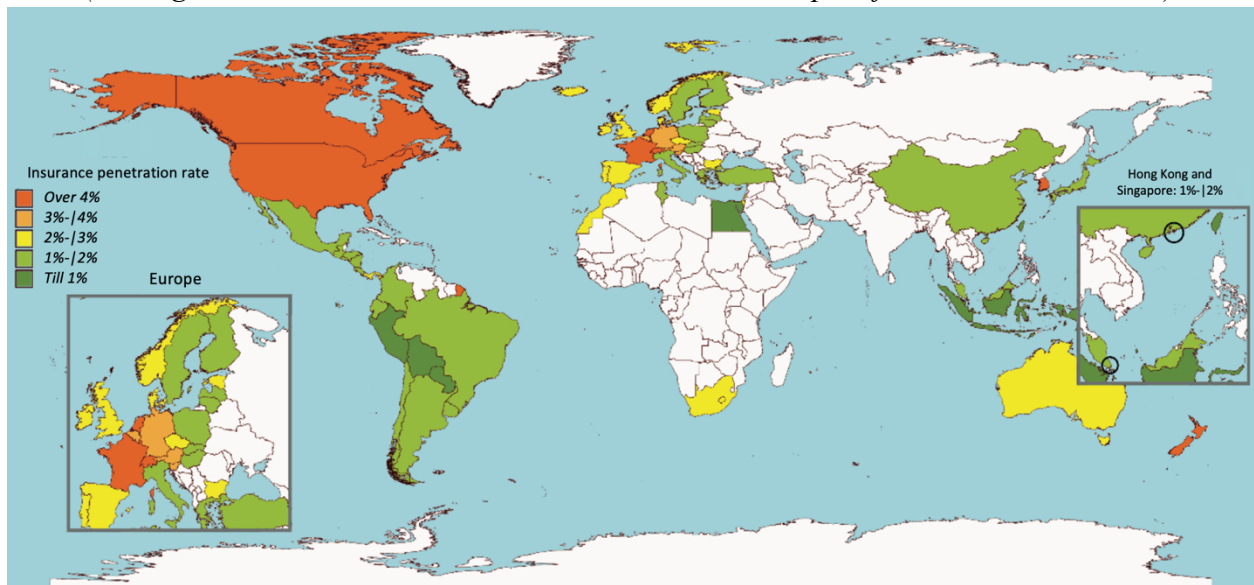 Insurance penetration rate
Over 4%
3%-|4%
2%-|3%
1%-|2%
Till 1%
Europe
Hong Kong and
Singapore: 1%-|2%